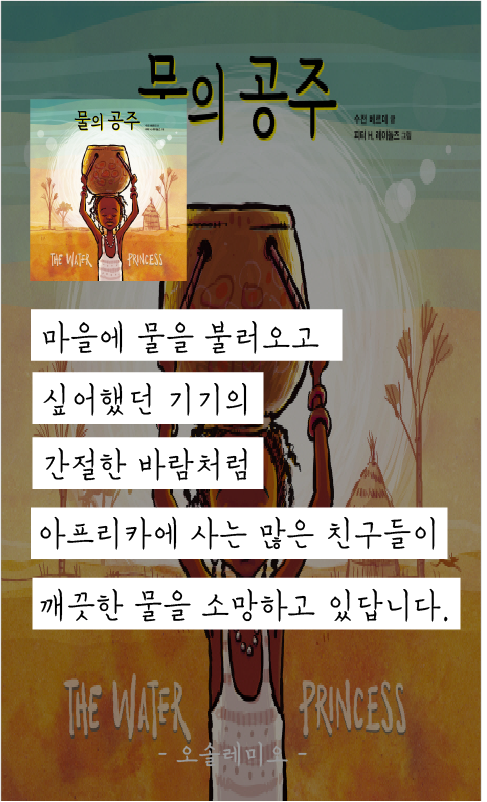 물의 공주
수전 베르데 글
피터 H. 레이놀즈 그림
물의 공주
THE WATER PRINCESS
마을에 물을 불러오고
싶어했던 기기의
간절한 바람처럼
아프리카에 사는 많은 친구들이
깨끗한 물을 소망하고 있답니다.
THE WATER PRINCESS
- 오솔레미오 -